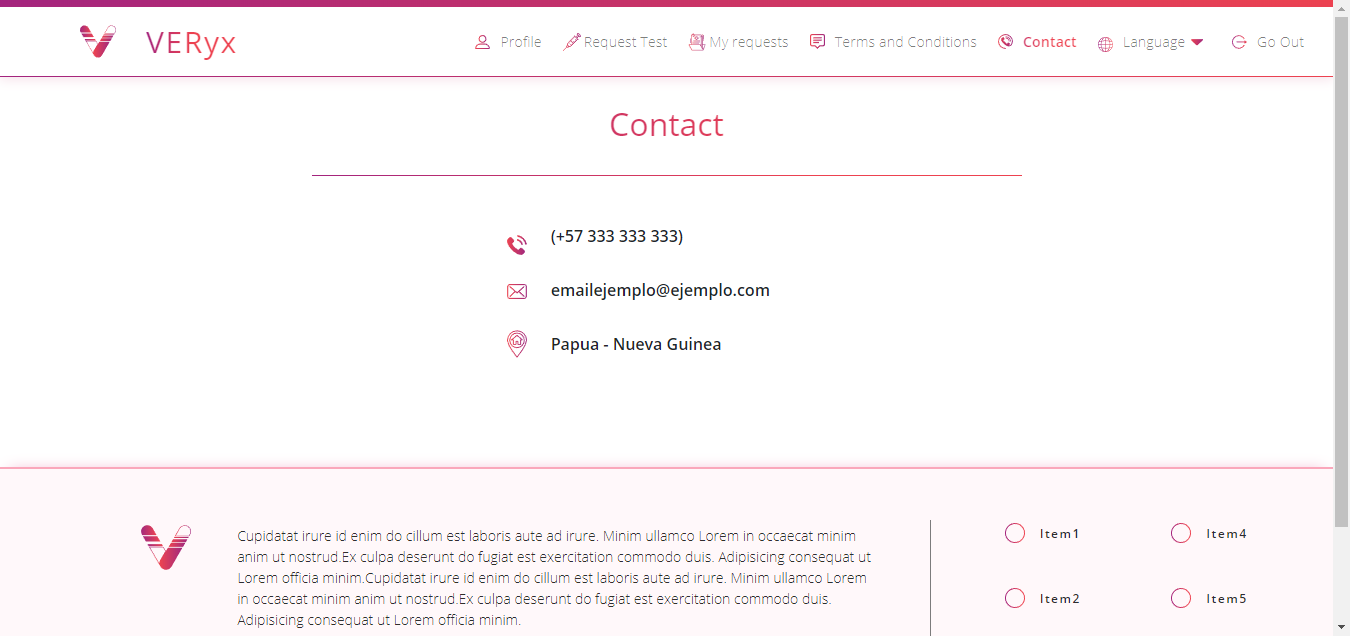 VERyx
Profile
Request Test
My requests
Terms and Conditions
Contact
Language
Go Out
Contact
(+57 333 333 333)
emailejemplo@ejemplo.com
Papua - Nueva Guinea
Cupidatat irure id enim do cillum est laboris aute ad irure. Minim ullamco Lorem in occaecat minim
anim ut nostrud.Ex culpa deserunt do fugiat est exercitation commodo duis. Adipisicing consequat ut
Lorem officia minim.Cupidatat irure id enim do cillum est laboris aute ad irure. Minim ullamco Lorem
in occaecat minim anim ut nostrud.Ex culpa deserunt do fugiat est exercitation commodo duis.
Adipisicing consequat ut Lorem officia minim.
Item1
Item4
Item2
Item5